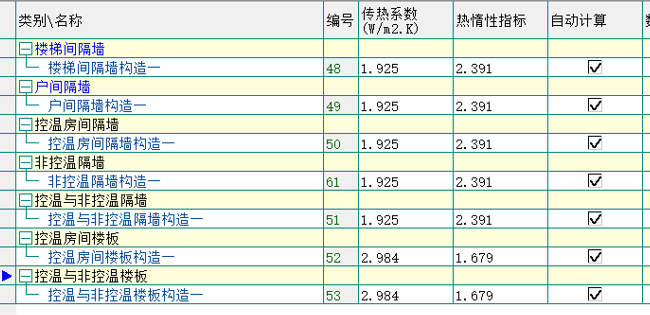 类别\名称 编号 传热系数 (W/m2.K) 热惰性指标 自动计算
楼梯间隔墙
楼梯间隔墙构造一 48 1.925 2.391
户间隔墙
户间隔墙构造一 49 1.925 2.391
控温房间隔墙
控温房间隔墙构造一 50 1.925 2.391
非控温隔墙
非控温隔墙构造一 61 1.925 2.391
控温与非控温隔墙
控温与非控温隔墙构造一 51 1.925 2.391
控温房间楼板
控温房间楼板构造一 52 2.984 1.679
控温与非控温楼板
控温与非控温楼板构造一 53 2.984 1.679